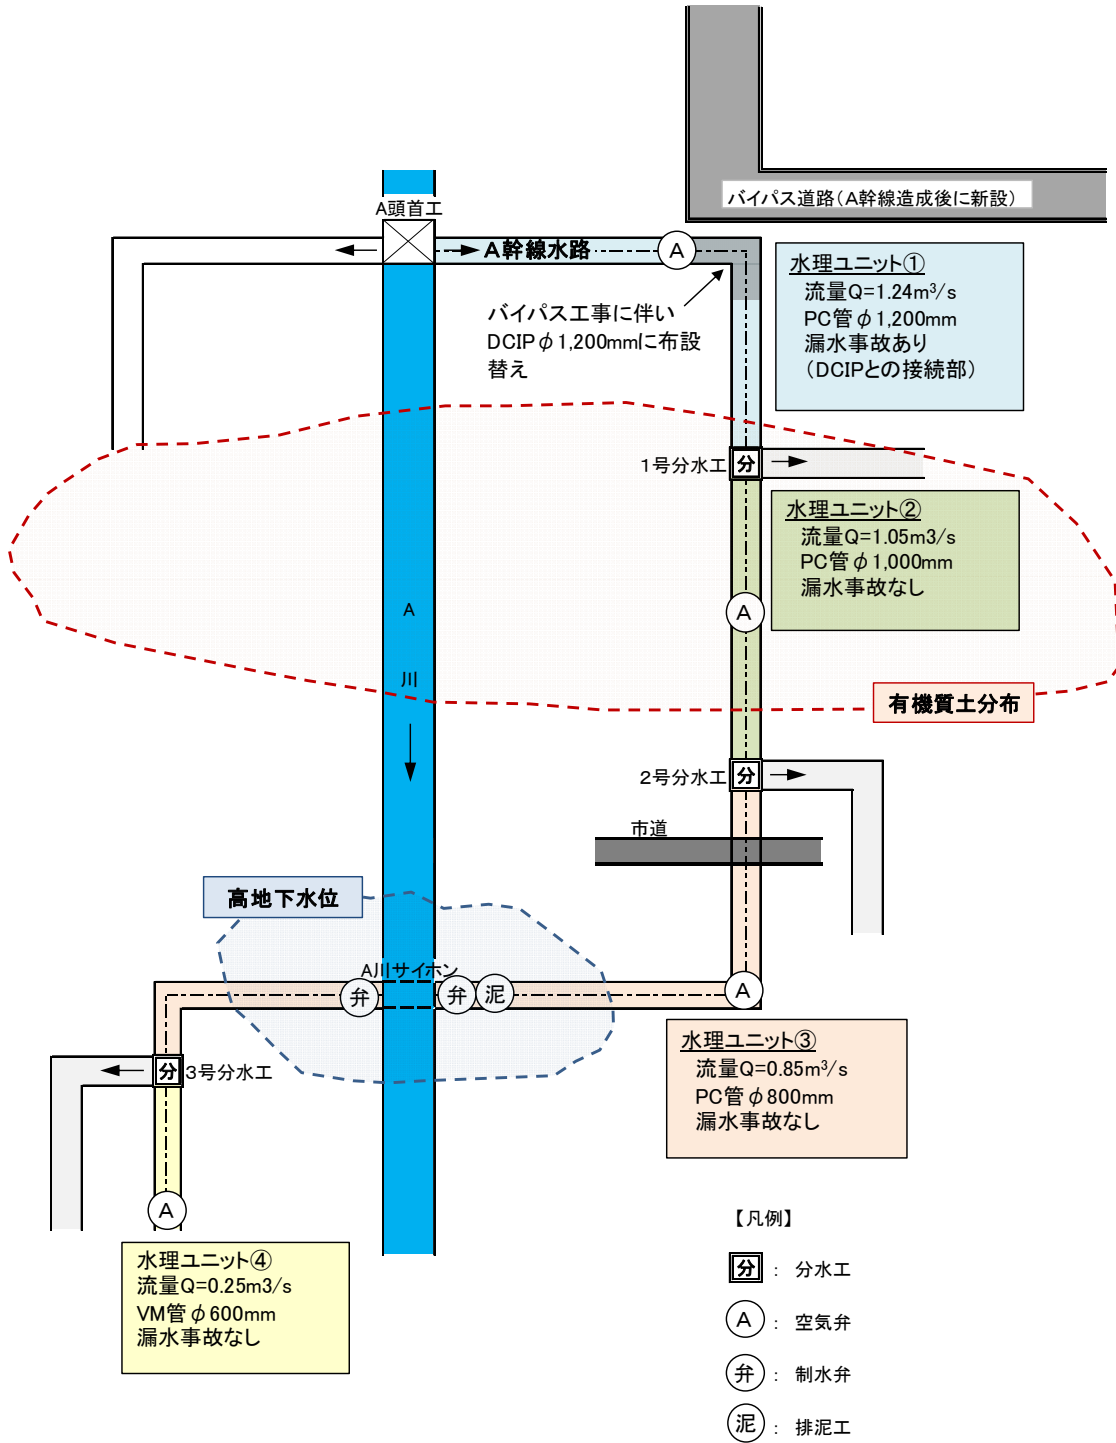 バイパス道路（A幹線造成後に新設）
A頭首工
A幹線水路
A
水理ユニット①
流量Q=1.24m³/s
PC管φ1,200mm
漏水事故あり
（DCIPとの接続部）
バイパス工事に伴い
DCIPφ1,200mmに布設
替え
1号分水工
分
水理ユニット②
流量Q=1.05m3/s
PC管φ1,000mm
漏水事故なし
A
A
川
有機質土分布
2号分水工
分
市道
高地下水位
A川サイホン
弁
弁
泥
A
水理ユニット③
流量Q=0.85m³/s
PC管φ800mm
漏水事故なし
分
3号分水工
A
水理ユニット④
流量Q=0.25m3/s
VM管φ600mm
漏水事故なし
【凡例】
分 : 分水工
A : 空気弁
弁 : 制水弁
泥 : 排泥工